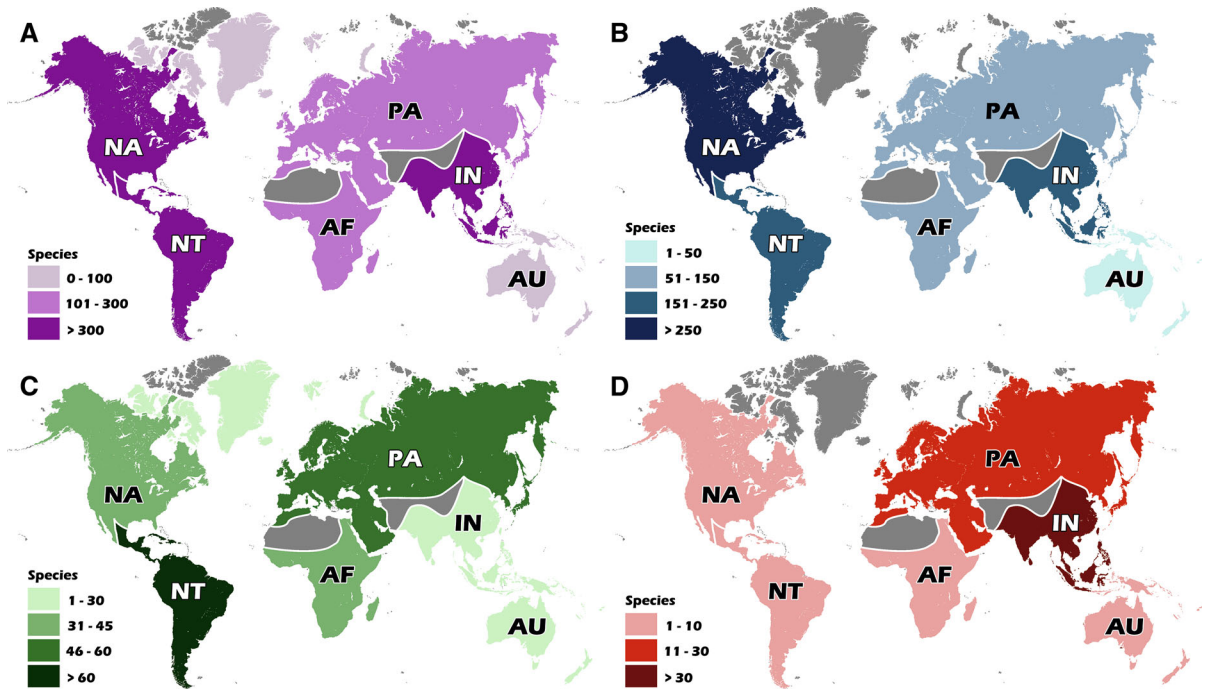 A
NA
PA
IN
NT
AF
AU
Species
0 - 100
101 - 300
> 300
B
NA
PA
IN
NT
AF
AU
Species
1 - 50
51 - 150
151 - 250
> 250
C
NA
PA
IN
NT
AF
AU
Species
1 - 30
31 - 45
46 - 60
> 60
D
NA
PA
IN
NT
AF
AU
Species
1 - 10
11 - 30
> 30